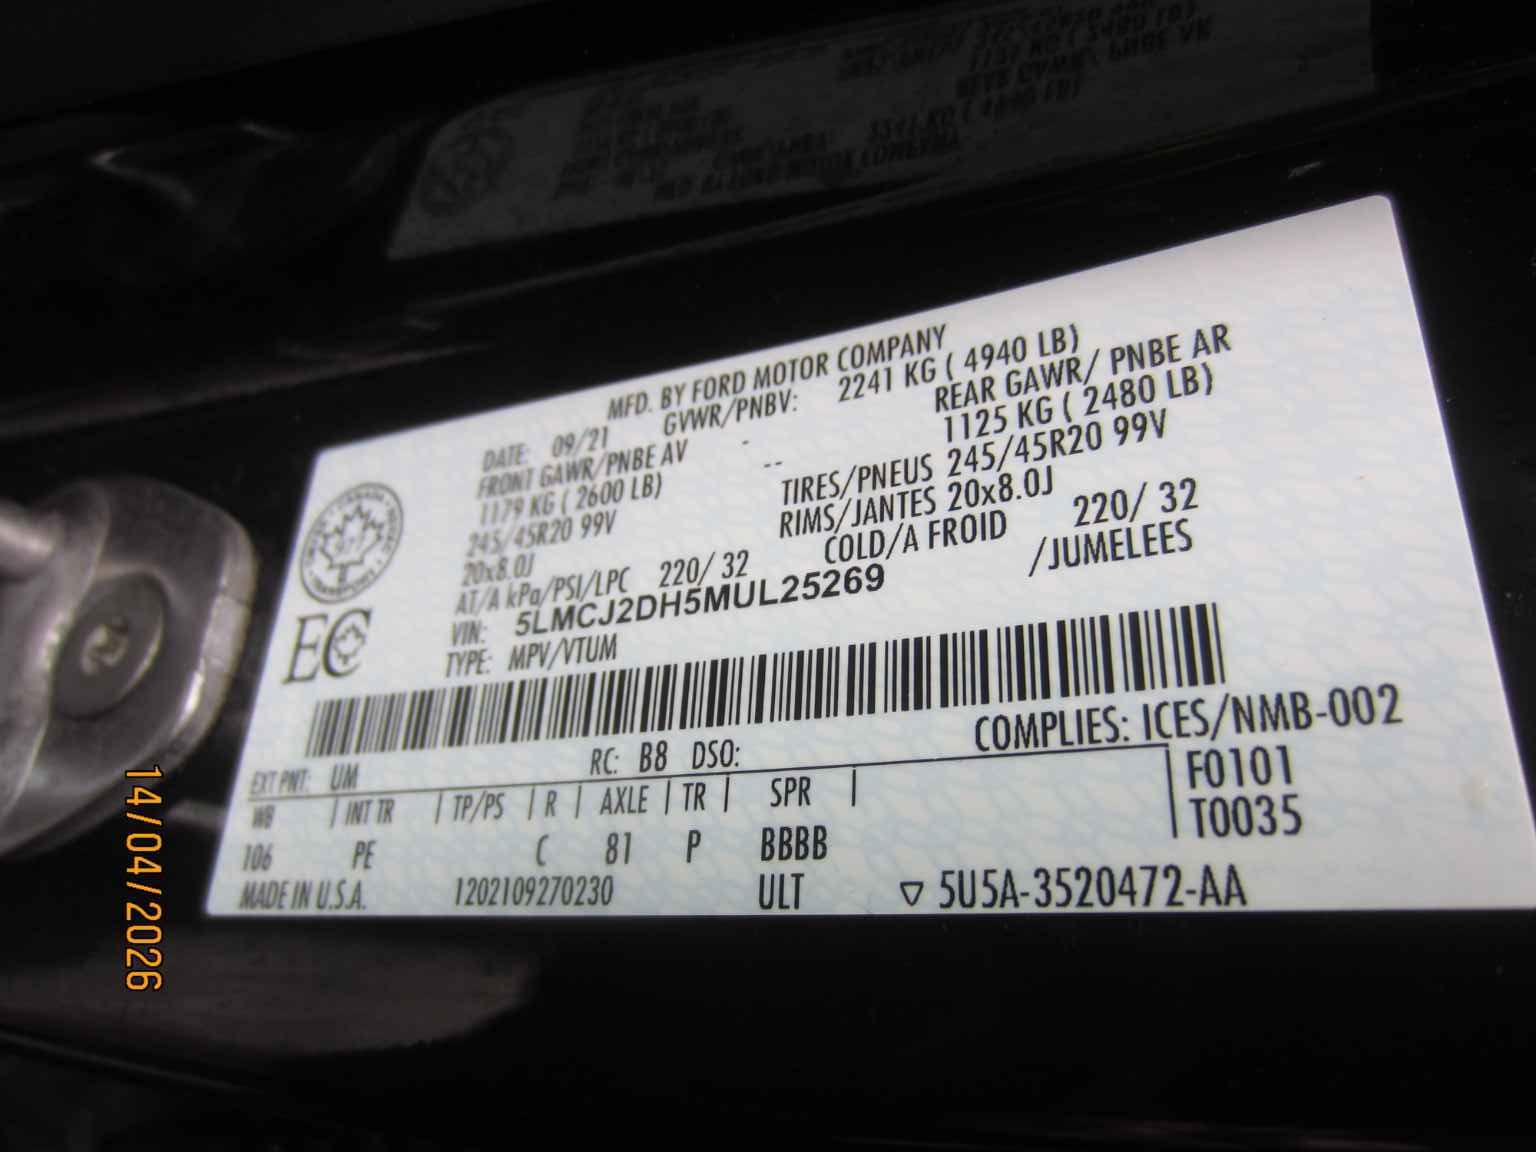 MFD. BY FORD MOTOR COMPANY
DATE: 09/21 GVWR/PNBV: 2241 KG ( 4940 LB)
FRONT GAWR/PNBE AV - REAR GAWR/ PNBE AR
1179 KG ( 2600 LB) -- 1125 KG ( 2480 LB)
245/45R20 99V TIRES/PNEUS 245/45R20 99V
20x8.0J RIMS/JANTES 20x8.0J
AT/A kPa/PSI/LPC 220/ 32 COLD/A FROID 220/ 32
VIN: 5LMCJ2DH5MUL25269 /JUMELEES
TYPE: MPV/VTUM
CANADA
TRANSPORT
EC
COMPLIES: ICES/NMB-002
EXT PNT: UM RC: B8 DSO:
WB | INT TR | TP/PS | R | AXLE | TR | SPR |
F0101
T0035
106 PE C 81 P BBBB
MADE IN U.S.A. 1202109270230 ULT ▽ 5U5A-3520472-AA
14/04/2026